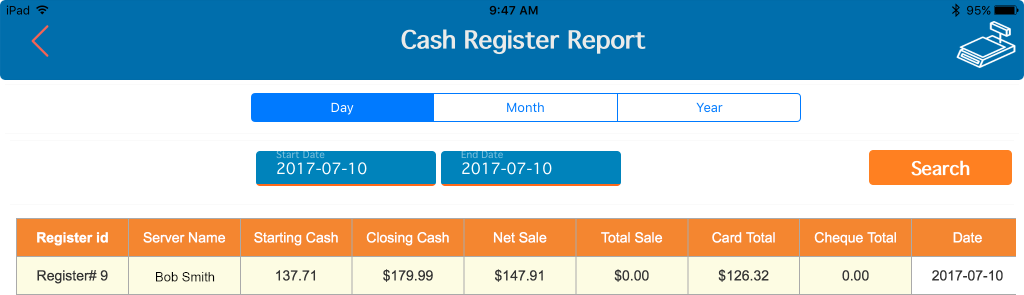 iPad 9:47 AM 95%
Cash Register Report
Day Month Year
Start Date End Date
2017-07-10 2017-07-10 Search
Register id Server Name Starting Cash Closing Cash Net Sale Total Sale Card Total Cheque Total Date
Register# 9 Bob Smith 137.71 $179.99 $147.91 $0.00 $126.32 0.00 2017-07-10